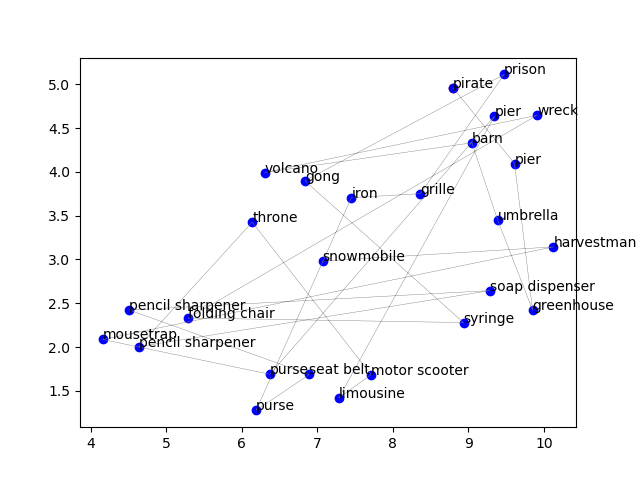 prison
pirate
5.0
wreck
pier
4.5
barn
pier
4.0
volcano
gong
grille
iron
3.5
umbrella
throne
harvestman
3.0
snowmobile
soap dispenser
2.5
pencil sharpener
greenhouse
folding chair
syringe
mousetrap
2.0
pencil sharpener
purse
seat belt
motor scooter
1.5
limousine
purse
4 5 6 7 8 9 10